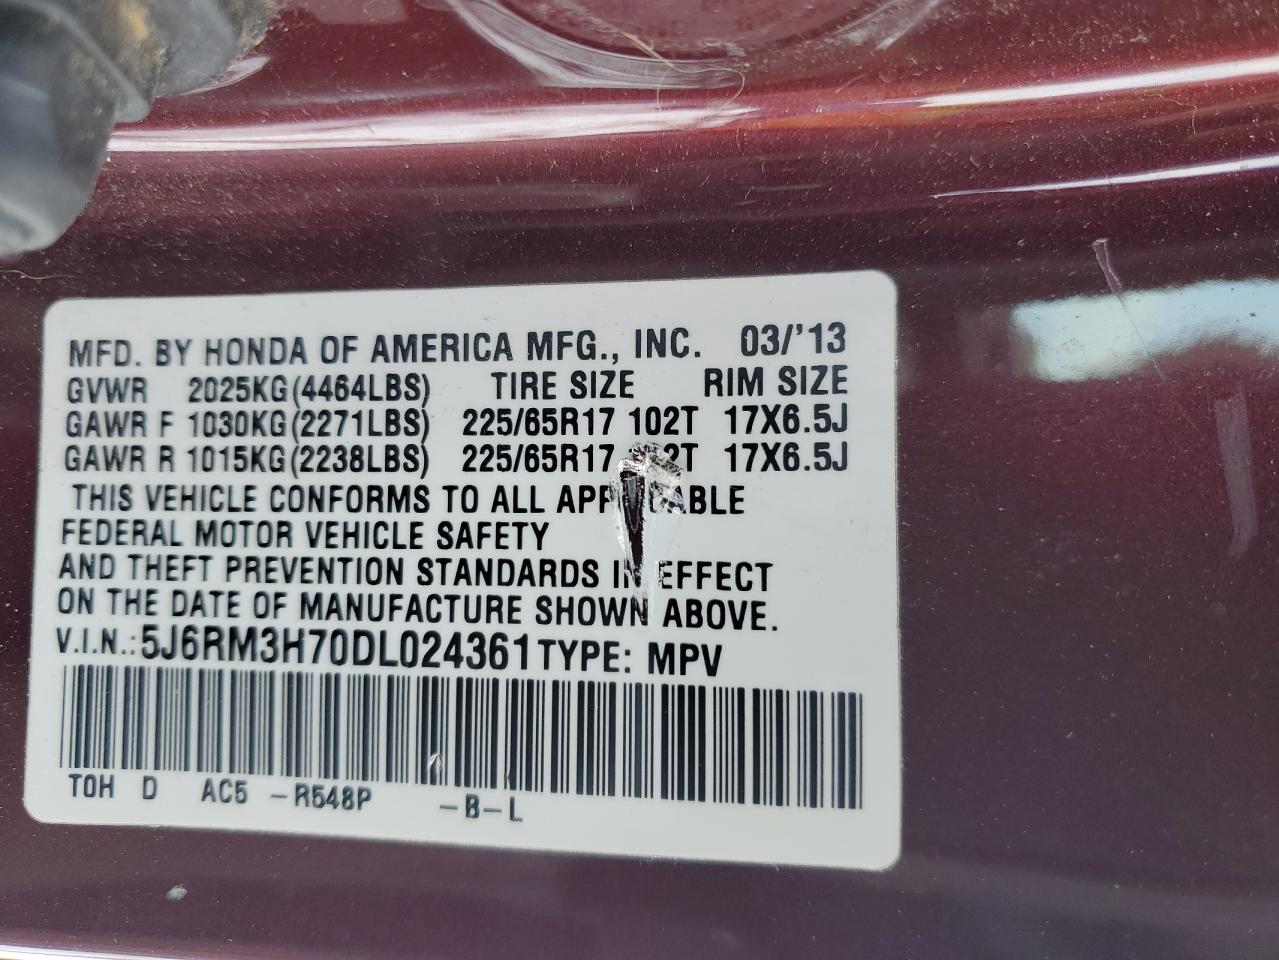 MFD. BY HONDA OF AMERICA MFG., INC. 03/'13
GVWR 2025KG(4464LBS) TIRE SIZE RIM SIZE
GAWR F 1030KG(2271LBS) 225/65R17 102T 17X6.5J
GAWR R 1015KG(2238LBS) 225/65R17 102T 17X6.5J
THIS VEHICLE CONFORMS TO ALL APPLICABLE
FEDERAL MOTOR VEHICLE SAFETY
AND THEFT PREVENTION STANDARDS IN EFFECT
ON THE DATE OF MANUFACTURE SHOWN ABOVE.
V.I.N.: 5J6RM3H70DL024361 TYPE: MPV
TOH D AC5 -R548P -B-L